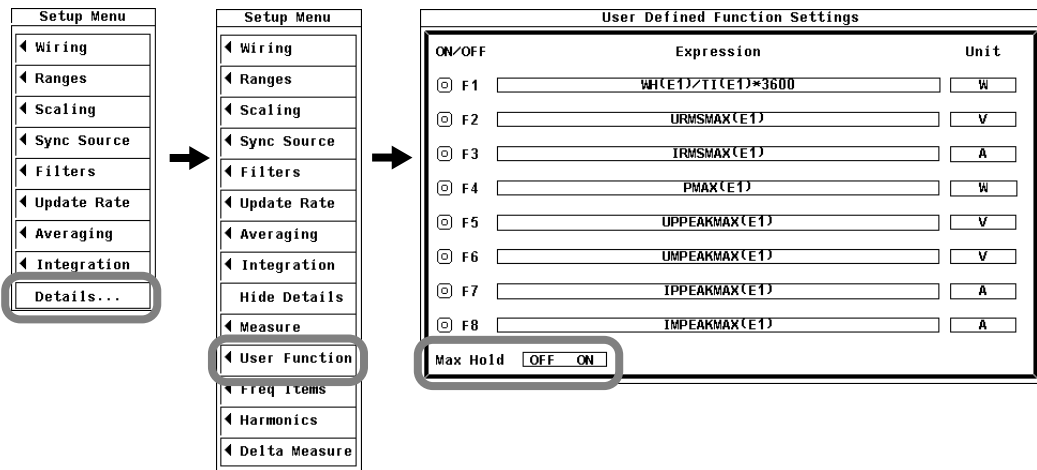 Setup Menu
Wiring
Ranges
Scaling
Sync Source
Filters
Update Rate
Averaging
Integration
Details...
Setup Menu
Wiring
Ranges
Scaling
Sync Source
Filters
Update Rate
Averaging
Integration
Hide Details
Measure
User Function
Freq Items
Harmonics
Delta Measure
User Defined Function Settings
ON/OFF Expression Unit
F1 WH(E1)/TI(E1)*3600 W
F2 URMSMAX(E1) V
F3 IRMSMAX(E1) A
F4 PMAX(E1) W
F5 UPPEAKMAX(E1) V
F6 UMPEAKMAX(E1) V
F7 IPPEAKMAX(E1) A
F8 IMPEAKMAX(E1) A
Max Hold OFF ON